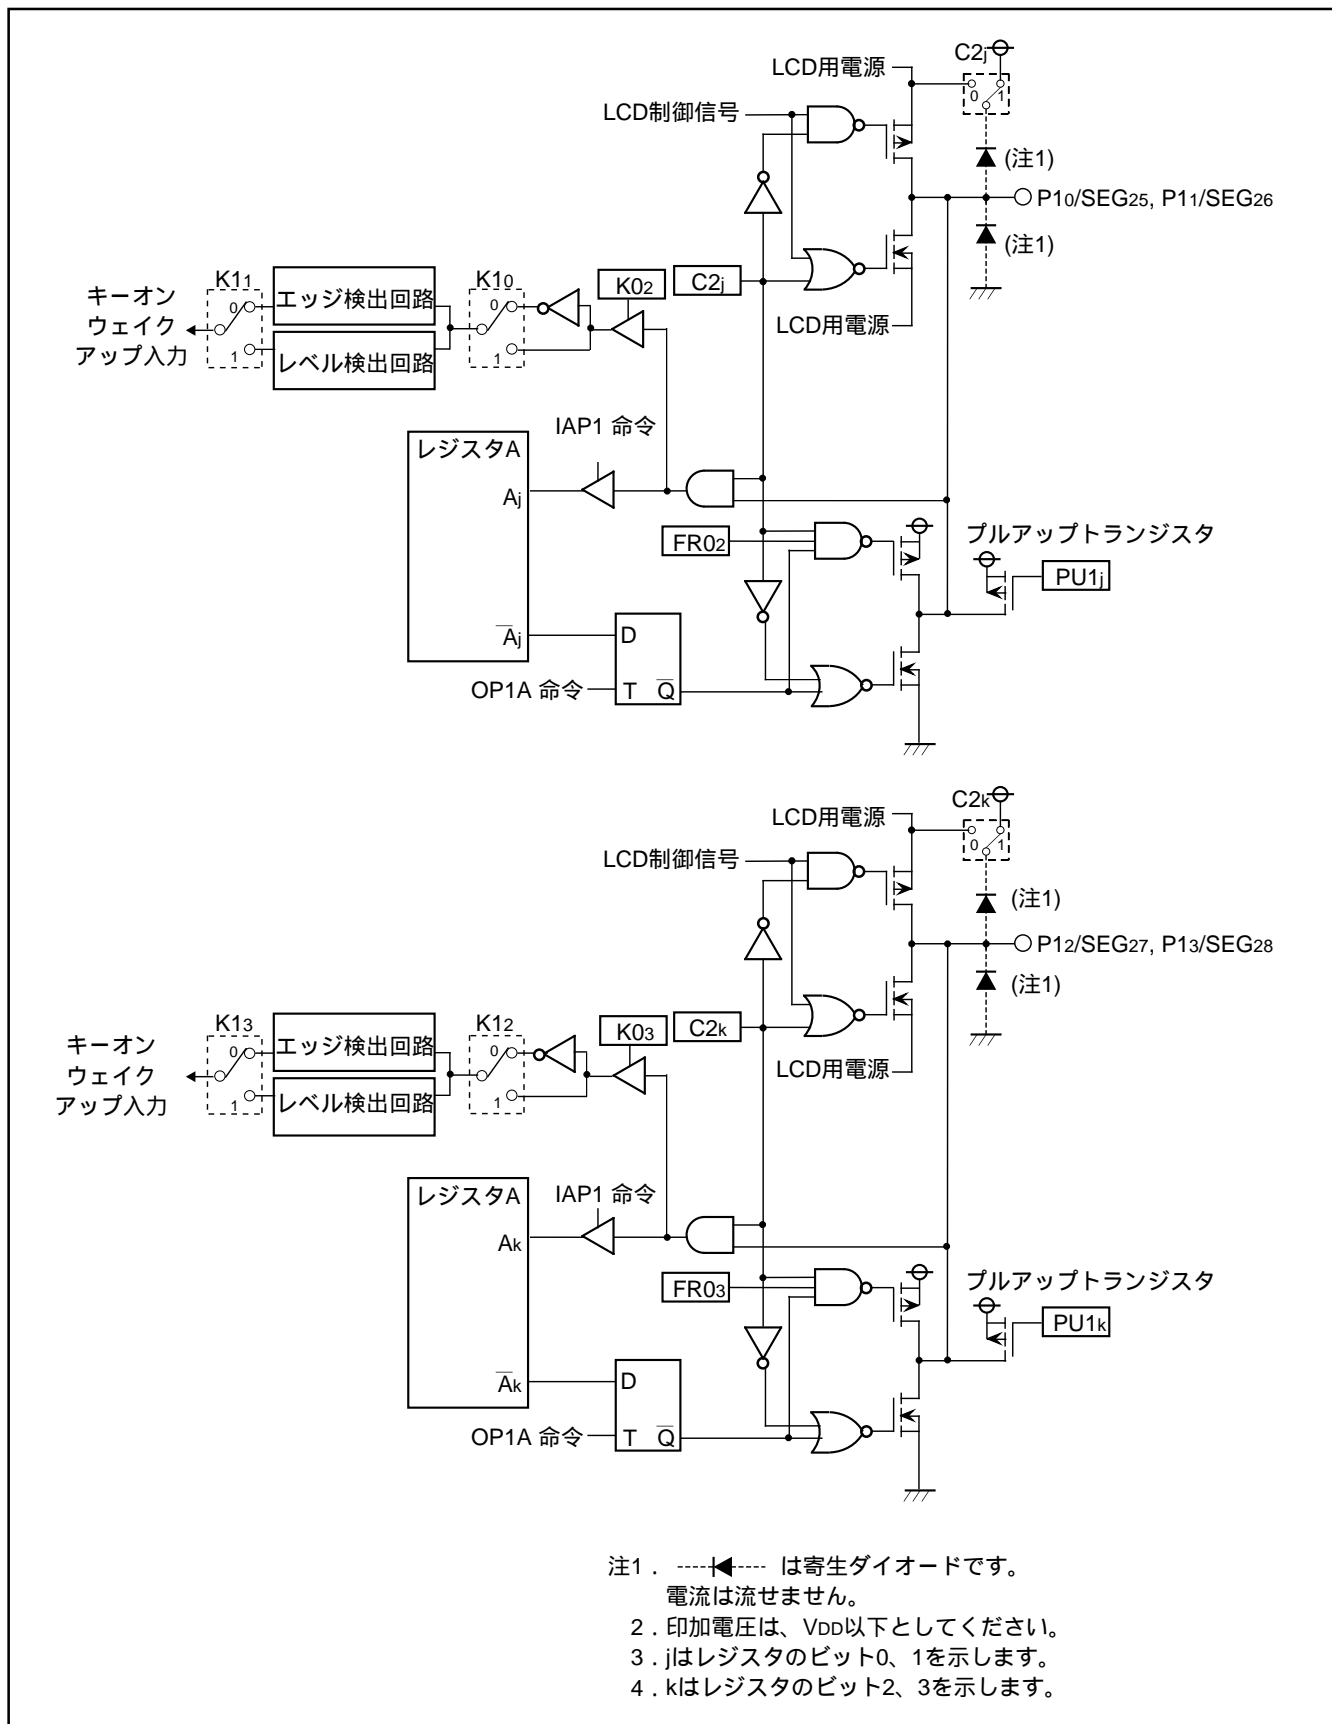 C2j
LCD用電源
0 1
LCD制御信号
(注1)
P10/SEG25, P11/SEG26
(注1)
K11
エッジ検出回路
K10
K02
C2j
キーオン
ウェイク
アップ入力
0
1
レベル検出回路
0
1
LCD用電源
IAP1 命令
レジスタA
Aj
FR02
プルアップトランジスタ
PU1j
A̅j
D
OP1A 命令
T Q̅
C2k
LCD用電源
0 1
LCD制御信号
(注1)
P12/SEG27, P13/SEG28
(注1)
K13
エッジ検出回路
K12
K03
C2k
キーオン
ウェイク
アップ入力
0
1
レベル検出回路
0
1
LCD用電源
IAP1 命令
レジスタA
Ak
FR03
プルアップトランジスタ
PU1k
A̅k
D
OP1A 命令
T Q̅
注1． は寄生ダイオードです。
電流は流せません。
2．印加電圧は、VDD以下としてください。
3．jはレジスタのビット0、1を示します。
4．kはレジスタのビット2、3を示します。